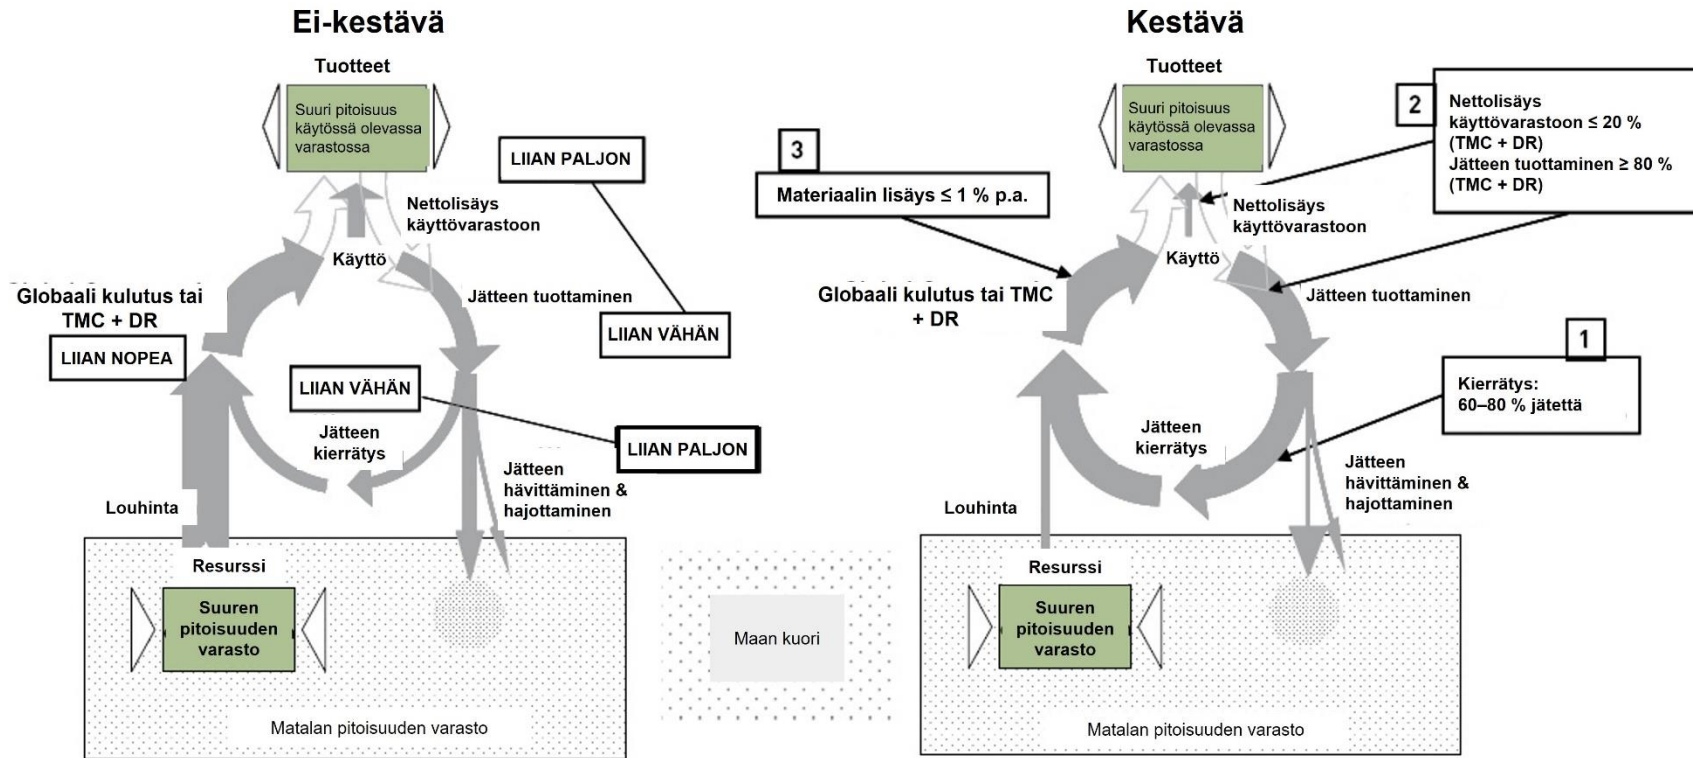 Ei-kestävä
Tuotteet
Suuri pitoisuus
käytössä olevassa
varastossa
LIIAN PALJON
Nettolisäys
käyttövarastoon
Käyttö
Globaali kulutus tai
TMC + DR
LIIAN NOPEA
Jätteen tuottaminen
LIIAN VÄHÄN
LIIAN VÄHÄN
Jätteen
kierrätys
LIIAN PALJON
Jätteen
hävittäminen &
hajottaminen
Louhinta
Resurssi
Suuren
pitoisuuden
varasto
Matalan pitoisuuden varasto
Maan kuori
Kestävä
Tuotteet
Suuri pitoisuus
käytössä olevassa
varastossa
2
Nettolisäys
käyttövarastoon ≤ 20 %
(TMC + DR)
Jätteen tuottaminen ≥ 80 %
(TMC + DR)
3
Materiaalin lisäys ≤ 1 % p.a.
Nettolisäys
käyttövarastoon
Käyttö
Globaali kulutus tai TMC
+ DR
Jätteen tuottaminen
1
Kierrätys:
60–80 % jätettä
Jätteen
kierrätys
Jätteen
hävittäminen &
hajottaminen
Louhinta
Resurssi
Suuren
pitoisuuden
varasto
Matalan pitoisuuden varasto